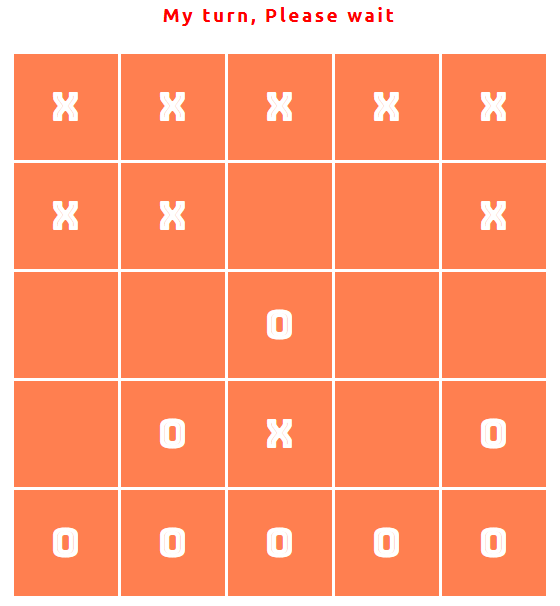 My turn, Please wait
X X X X X
X X X
O
O X O
O O O O O